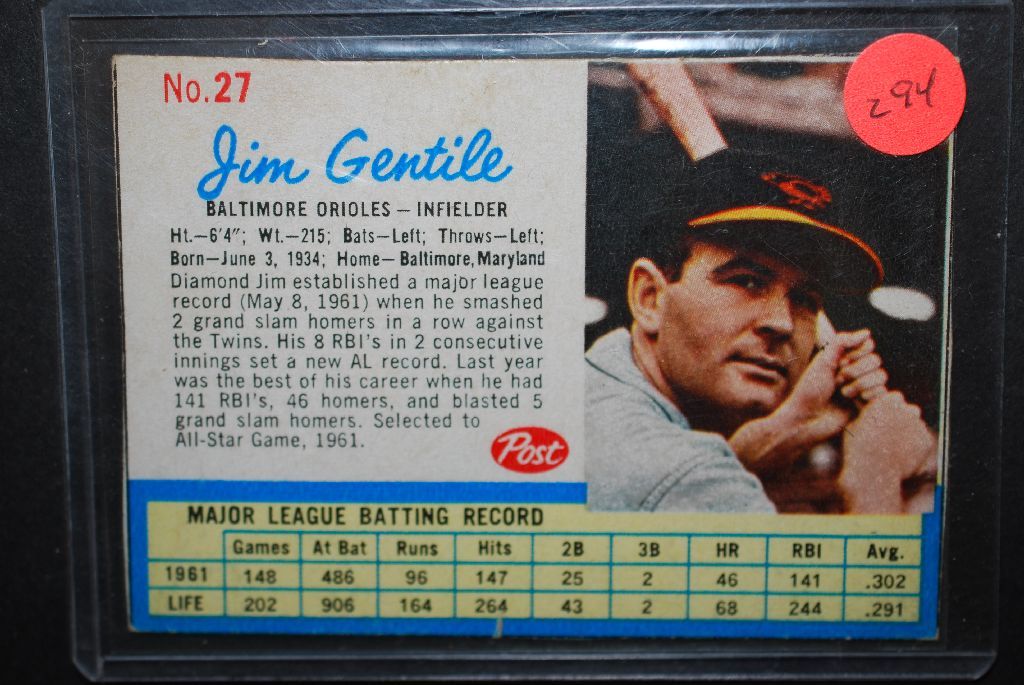 No.27
294
Jim Gentile
BALTIMORE ORIOLES – INFIELDER
Ht.–6'4"; Wt.–215; Bats–Left; Throws–Left;
Born–June 3, 1934; Home–Baltimore, Maryland
Diamond Jim established a major league
record (May 8, 1961) when he smashed
2 grand slam homers in a row against
the Twins. His 8 RBI's in 2 consecutive
innings set a new AL record. Last year
was the best of his career when he had
141 RBI's, 46 homers, and blasted 5
grand slam homers. Selected to
All-Star Game, 1961.
Post
MAJOR LEAGUE BATTING RECORD
Games At Bat Runs Hits 2B 3B HR RBI Avg.
1961 148 486 96 147 25 2 46 141 .302
LIFE 202 906 164 264 43 2 68 244 .291